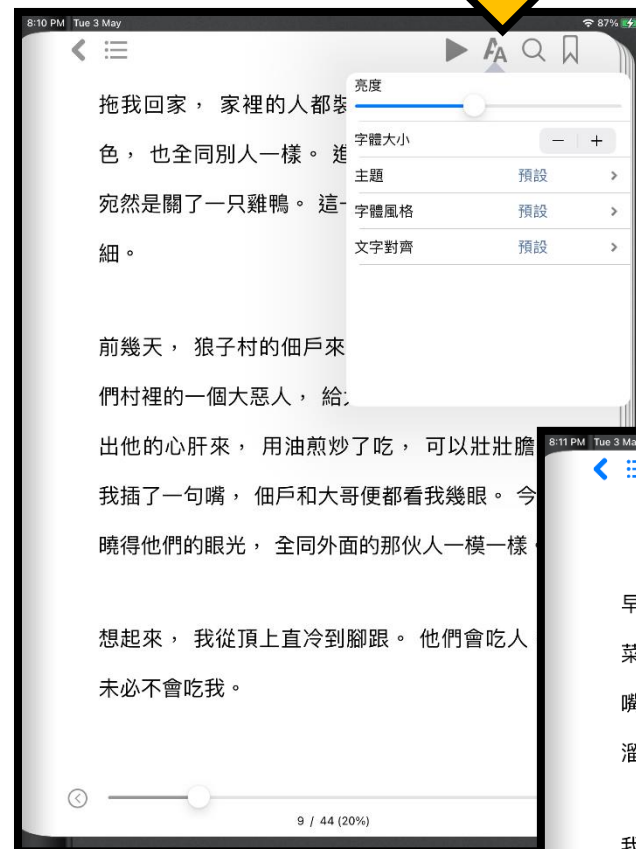 8:10 PM Tue 3 May
87%
AA
亮度
字體大小
− +
主題 預設 >
字體風格 預設 >
文字對齊 預設 >
拖我回家， 家裡的人都裝
色， 也全同別人一樣。 進
宛然是關了一只雞鴨。 這一
細。
前幾天， 狼子村的佃戶來
們村裡的一個大惡人， 給
出他的心肝來， 用油煎炒了吃， 可以壯壯膽
我插了一句嘴， 佃戶和大哥便都看我幾眼。 今
曉得他們的眼光， 全同外面的那伙人一模一樣。
想起來， 我從頂上直冷到腳跟。 他們會吃人
未必不會吃我。
9 / 44 (20%)
8:11 PM Tue 3 Ma
早
菜
嘴
溜
我